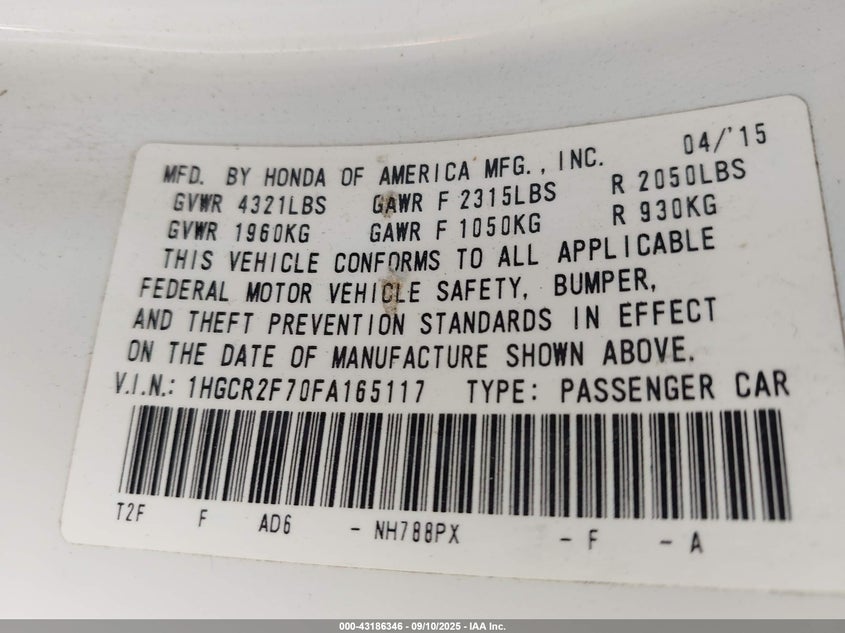 04/'15
MFD. BY HONDA OF AMERICA MFG., INC.
GVWR 4321LBS GAWR F 2315LBS R 2050LBS
GVWR 1960KG GAWR F 1050KG R 930KG
THIS VEHICLE CONFORMS TO ALL APPLICABLE
FEDERAL MOTOR VEHICLE SAFETY, BUMPER,
AND THEFT PREVENTION STANDARDS IN EFFECT
ON THE DATE OF MANUFACTURE SHOWN ABOVE.
V.I.N.: 1HGCR2F70FA165117 TYPE: PASSENGER CAR
T2F F AD6 - NH788PX - F - A
000-43186346 - 09/10/2025 - IAA Inc.